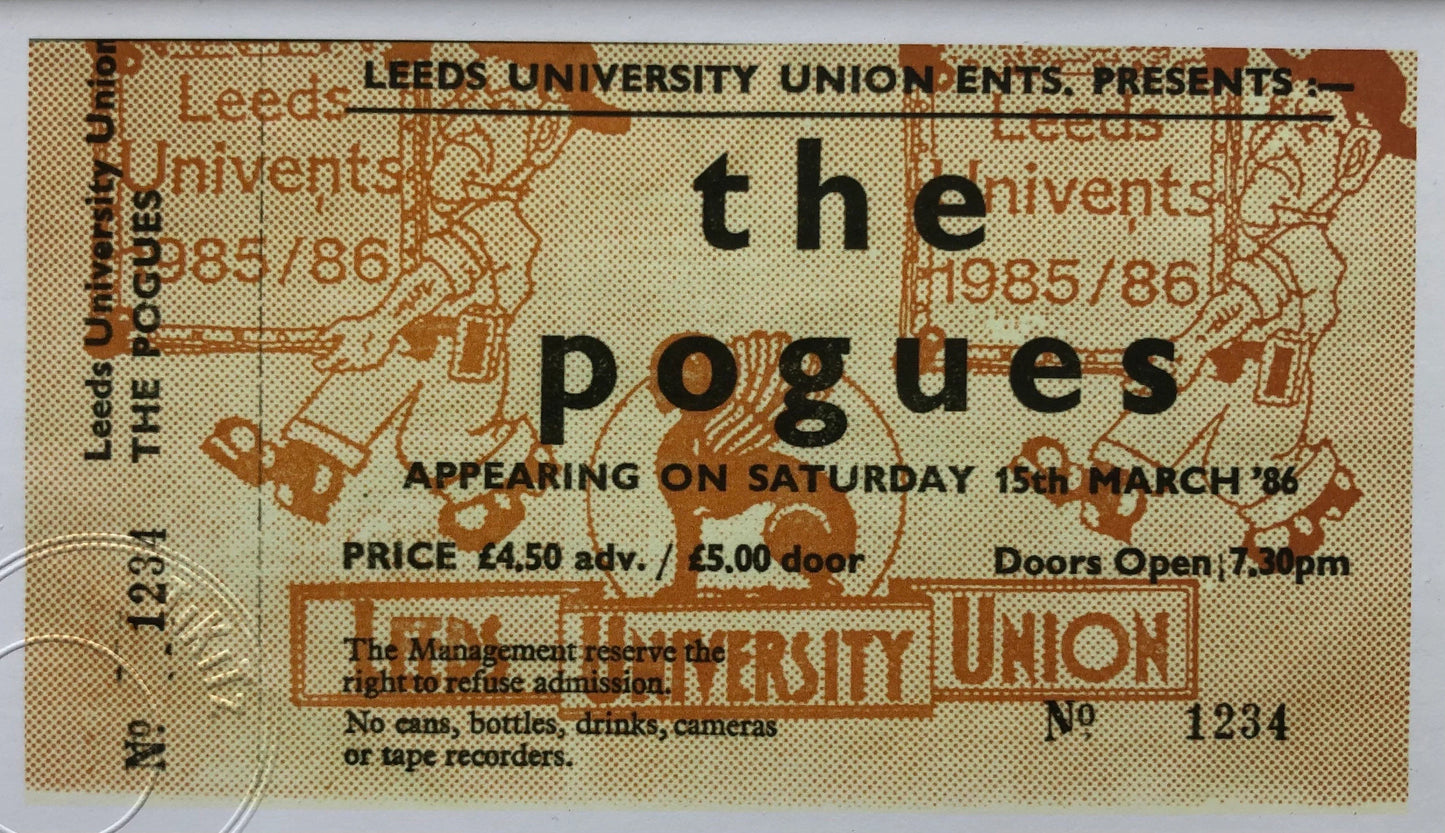 Leeds University Union
THE POGUES
Nº 1234
LEEDS UNIVERSITY UNION ENTS. PRESENTS :—
Leeds
Univents
1985/86
Leeds
Univents
1985/86
the
pogues
APPEARING ON SATURDAY 15th MARCH '86
PRICE £4.50 adv. / £5.00 door
Doors Open 7.30pm
LEEDS UNIVERSITY UNION
The Management reserve the
right to refuse admission.
No cans, bottles, drinks, cameras
or tape recorders.
Nº 1234